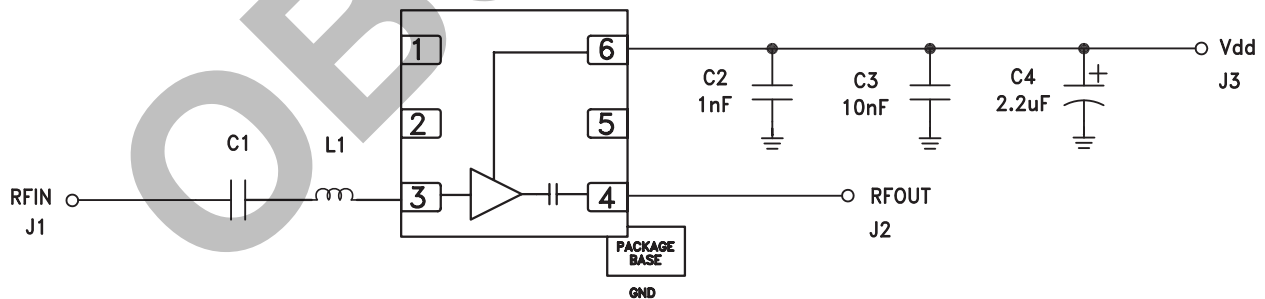 OB
1
6
Vdd
J3
C2
1nF
C3
10nF
C4
+
2.2uF
2
5
C1
L1
RFIN
J1
3
4
RFOUT
J2
PACKAGE
BASE
GND